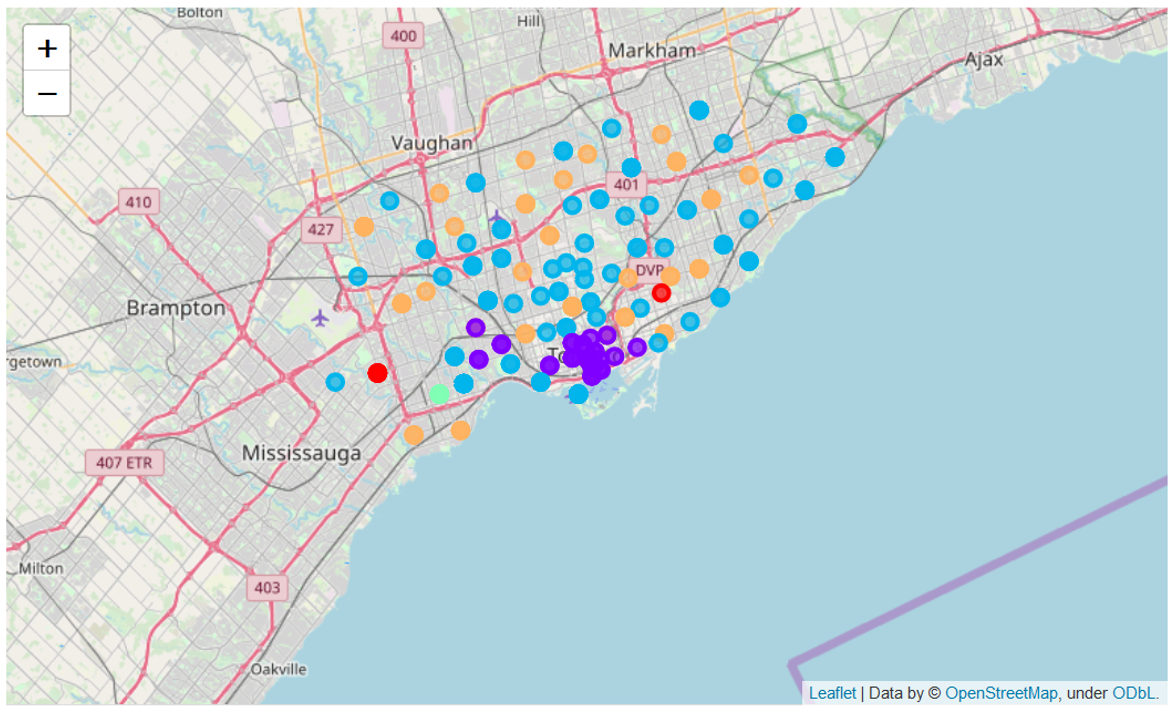 Bolton
Hill
+
−
400
Markham
Ajax
Vaughan
401
410
427
DVP
Brampton
rgetown
To
Mississauga
407 ETR
Milton
403
Oakville
Leaflet | Data by © OpenStreetMap, under ODbL.